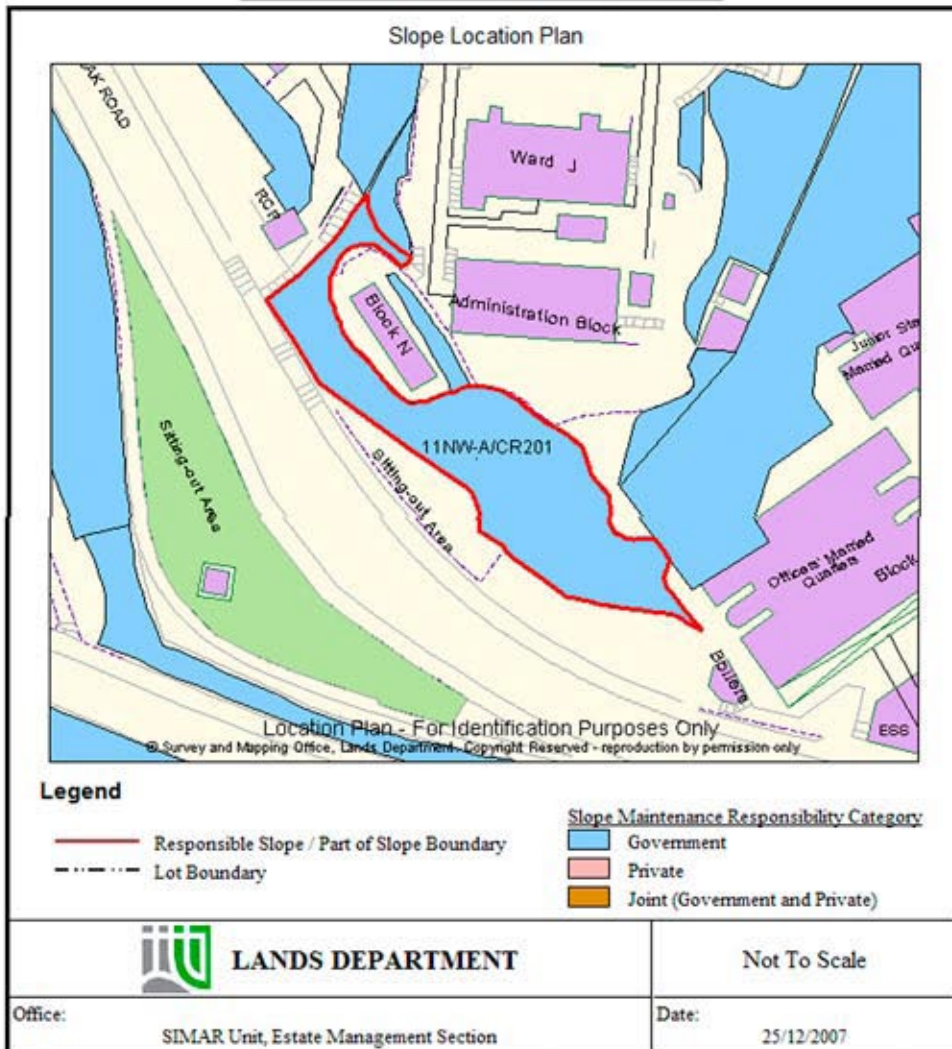 Slope Location Plan
AK ROAD
RCP
Ward J
Block N
Administration Block
Junior Sta
Married Qua
11NW-A/CR201
Sitting-out Area
Sitting-out Area
Officers' Married
Quarters
Block
Boilers
ESS
Location Plan - For Identification Purposes Only
© Survey and Mapping Office, Lands Department. Copyright Reserved - reproduction by permission only
Legend
Responsible Slope / Part of Slope Boundary
Lot Boundary
Slope Maintenance Responsibility Category
Government
Private
Joint (Government and Private)
LANDS DEPARTMENT
Not To Scale
Office:
SIMAR Unit, Estate Management Section
Date:
25/12/2007